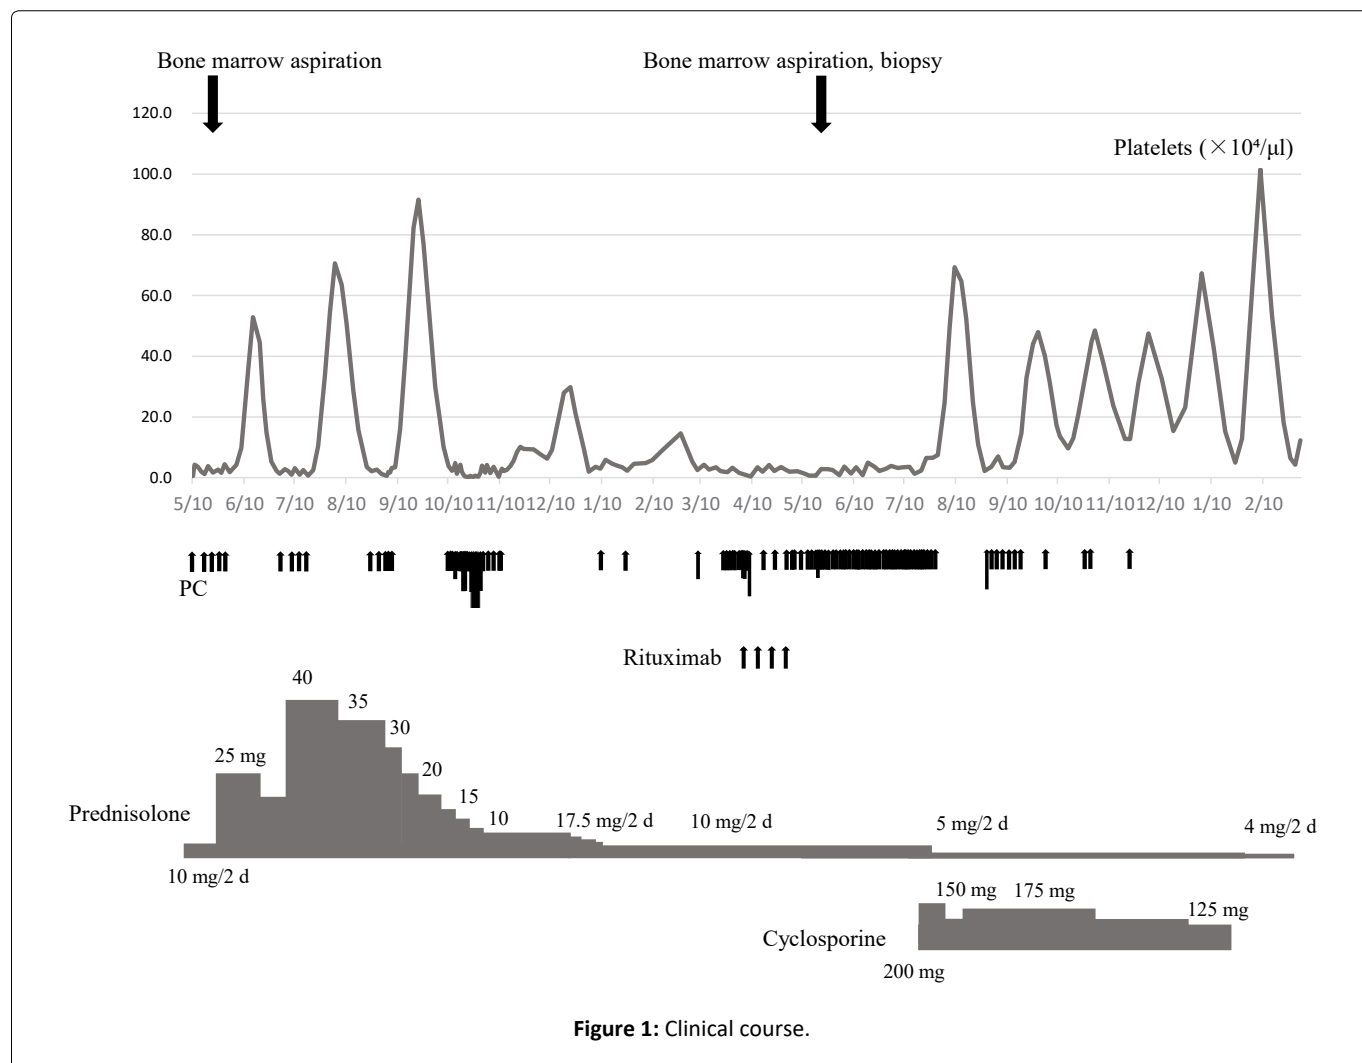 Bone marrow aspiration
Bone marrow aspiration, biopsy
120.0
Platelets (×10⁴/μl)
100.0
80.0
60.0
40.0
20.0
0.0
5/10 6/10 7/10 8/10 9/10 10/10 11/10 12/10 1/10 2/10 3/10 4/10 5/10 6/10 7/10 8/10 9/10 10/10 11/10 12/10 1/10 2/10
PC
Rituximab
40
35
30
25 mg
20
15
10
Prednisolone
17.5 mg/2 d
10 mg/2 d
5 mg/2 d
4 mg/2 d
10 mg/2 d
150 mg
175 mg
125 mg
Cyclosporine
200 mg
Figure 1: Clinical course.